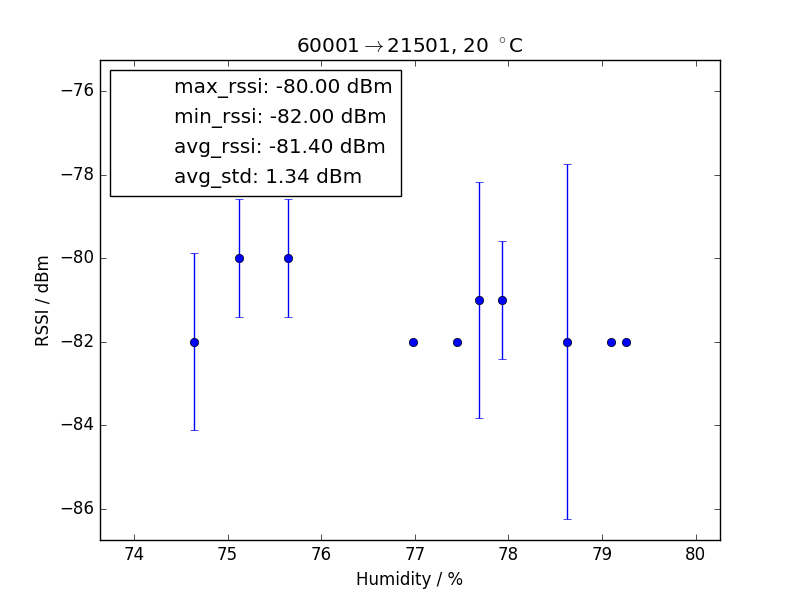 60001→21501, 20 °C
max_rssi: -80.00 dBm
min_rssi: -82.00 dBm
avg_rssi: -81.40 dBm
avg_std: 1.34 dBm
RSSI / dBm
−76
−78
−80
−82
−84
−86
74 75 76 77 78 79 80
Humidity / %